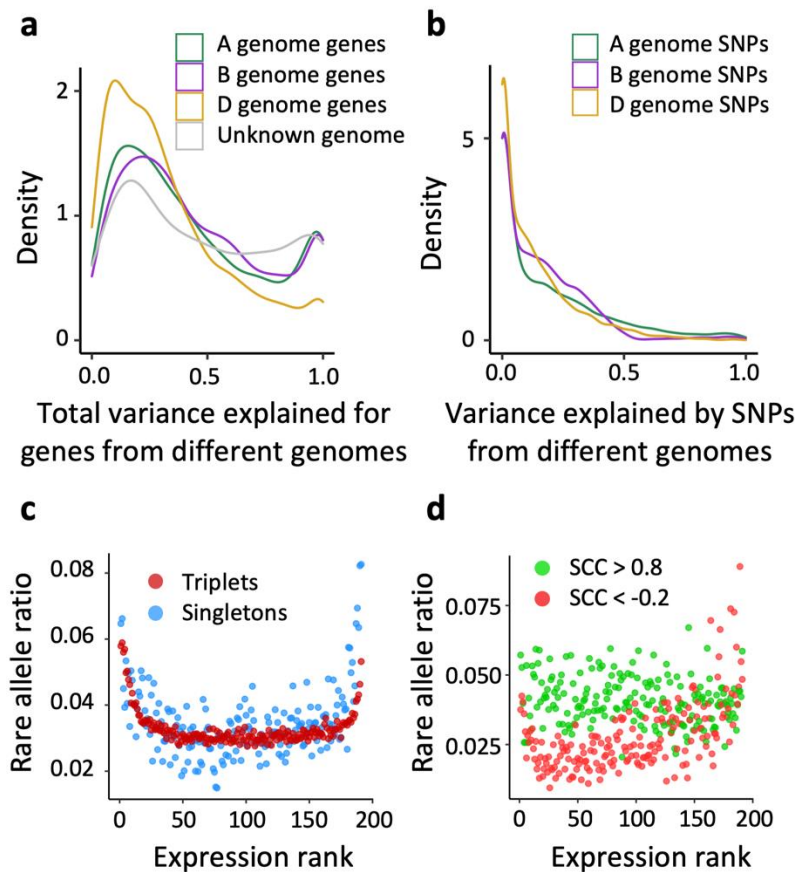 a
A genome genes
B genome genes
D genome genes
Unknown genome
2
1
0
Density
0.0 0.5 1.0
Total variance explained for
genes from different genomes
b
A genome SNPs
B genome SNPs
D genome SNPs
5
0
Density
0.0 0.5 1.0
Variance explained by SNPs
from different genomes
c
Triplets
Singletons
0.08
0.06
0.04
0.02
Rare allele ratio
0 50 100 150 200
Expression rank
d
SCC > 0.8
SCC < -0.2
0.075
0.050
0.025
Rare allele ratio
0 50 100 150 200
Expression rank